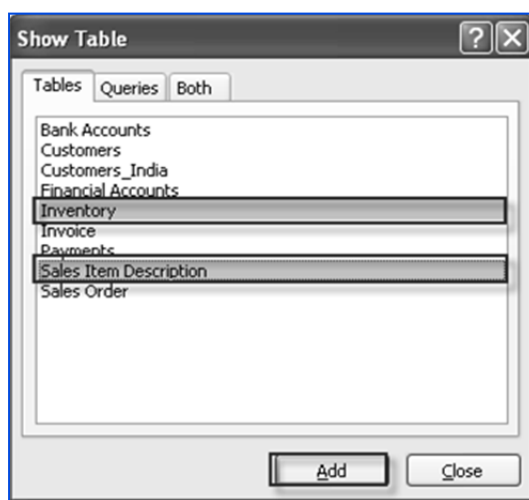 Show Table
Tables Queries Both
Bank Accounts
Customers
Customers_India
Financial Accounts
Inventory
Invoice
Payments
Sales Item Description
Sales Order
Add Close